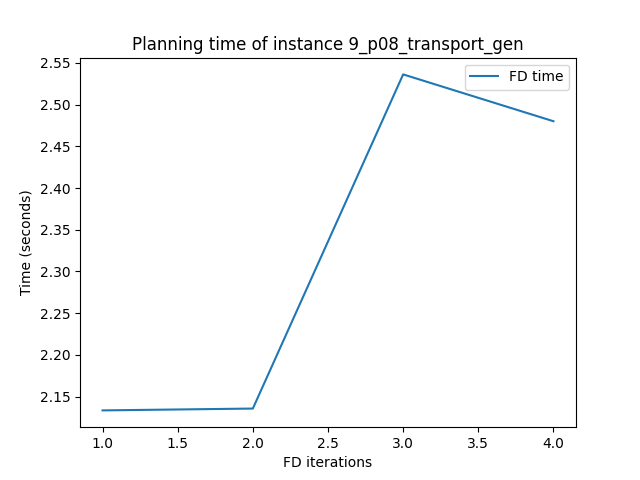 Planning time of instance 9_p08_transport_gen
FD time
Time (seconds)
2.55
2.50
2.45
2.40
2.35
2.30
2.25
2.20
2.15
1.0 1.5 2.0 2.5 3.0 3.5 4.0
FD iterations